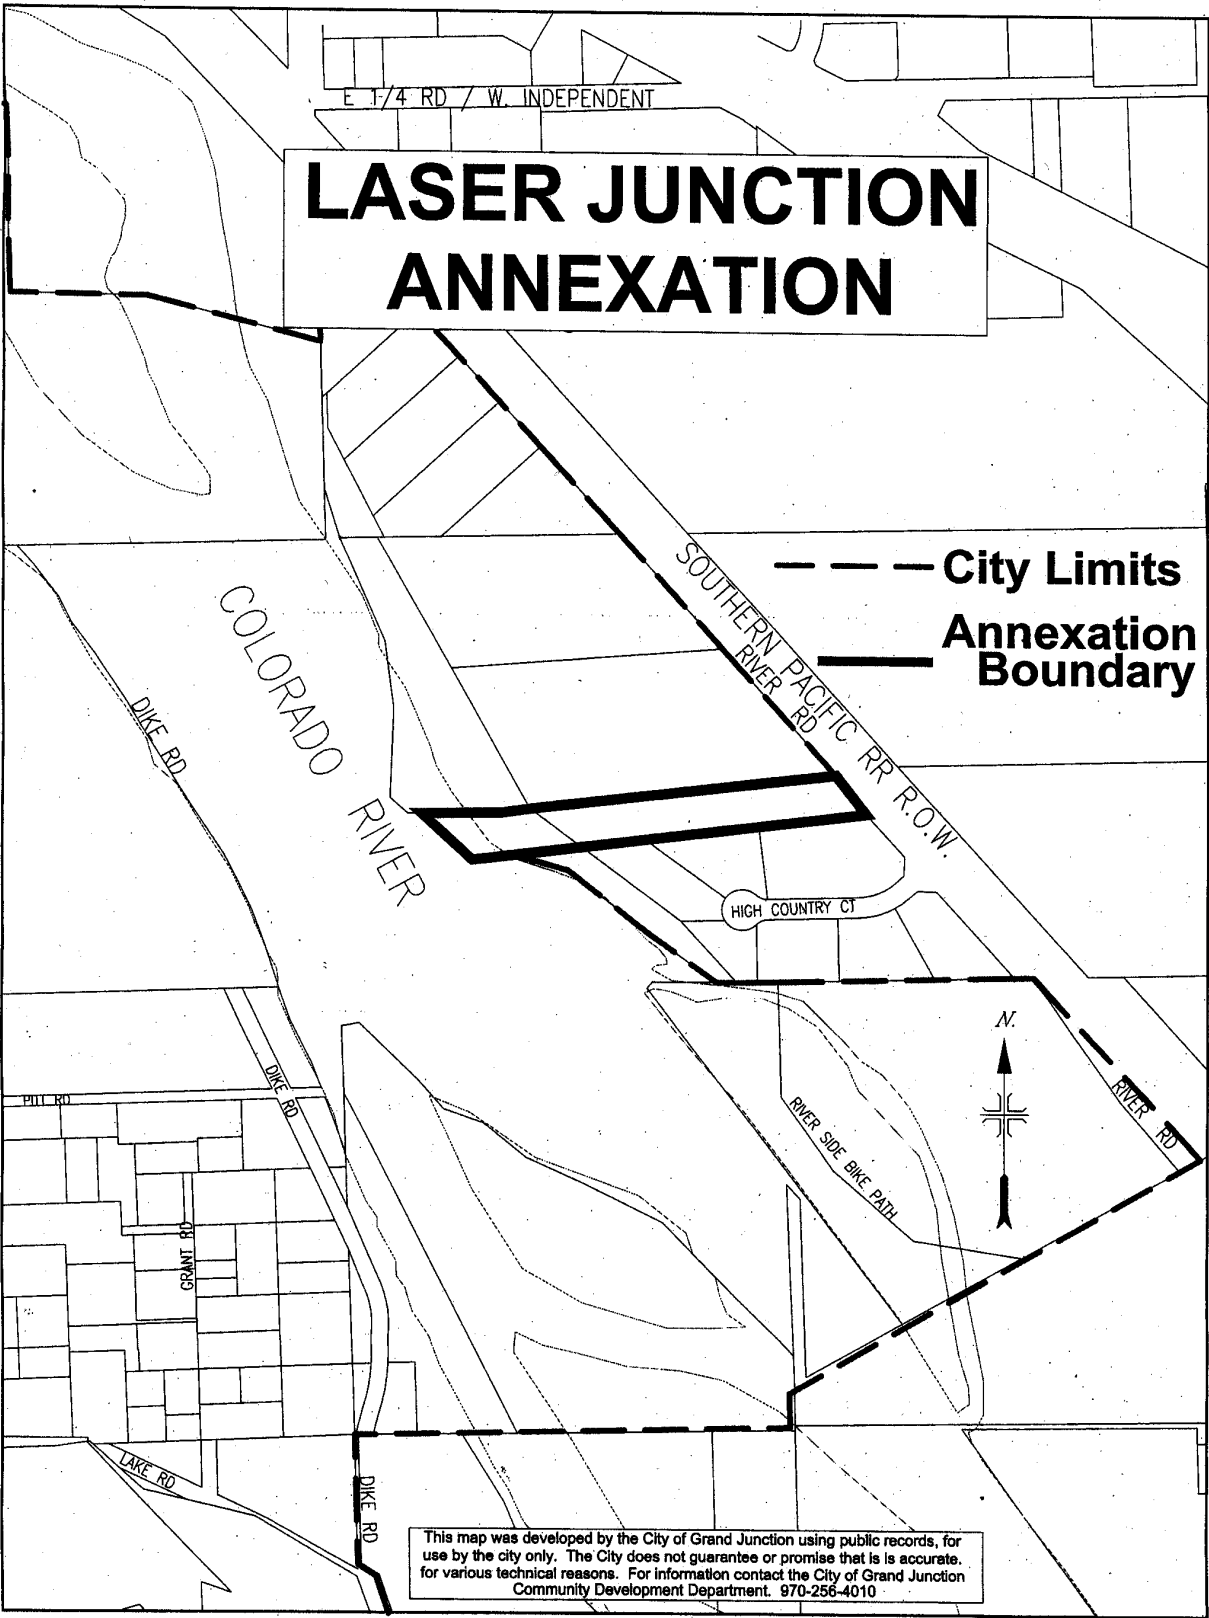 E 1/4 RD / W. INDEPENDENT
LASER JUNCTION
ANNEXATION
City Limits
Annexation
Boundary
SOUTHERN PACIFIC RR R.O.W.
RIVER RD
COLORADO RIVER
DIKE RD
HIGH COUNTRY CT
N.
DIKE RD
RIVER RD
RIVER SIDE BIKE PATH
GRANT RD
LAKE RD
DIKE RD
This map was developed by the City of Grand Junction using public records, for
use by the city only. The City does not guarantee or promise that is is accurate.
for various technical reasons. For information contact the City of Grand Junction
Community Development Department. 970-256-4010